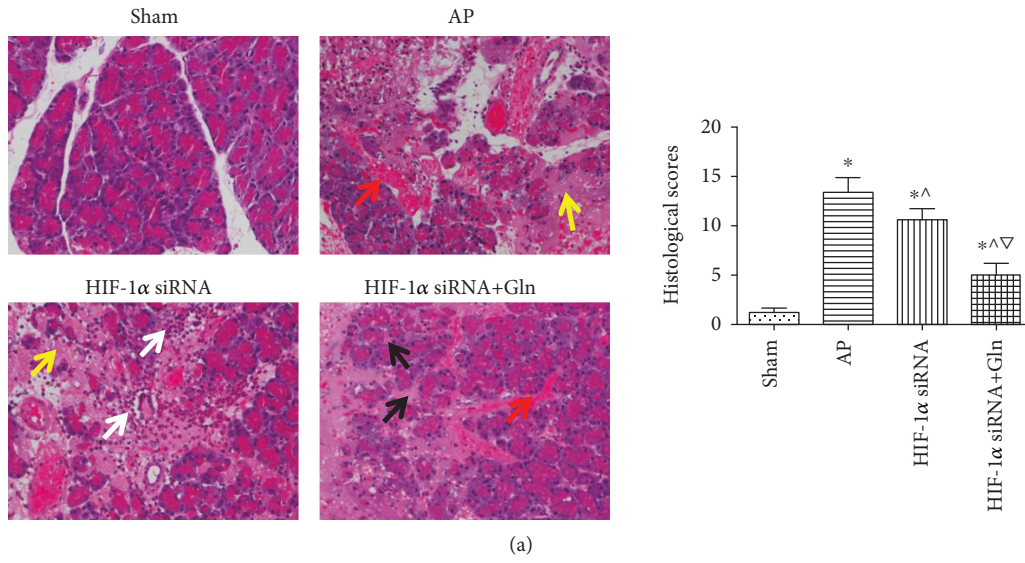 Sham
AP
HIF-1α siRNA
HIF-1α siRNA+Gln
Histological scores
20
15
10
5
0
*
*^
*^▽
Sham
AP
HIF-1α siRNA
HIF-1α siRNA+Gln
(a)